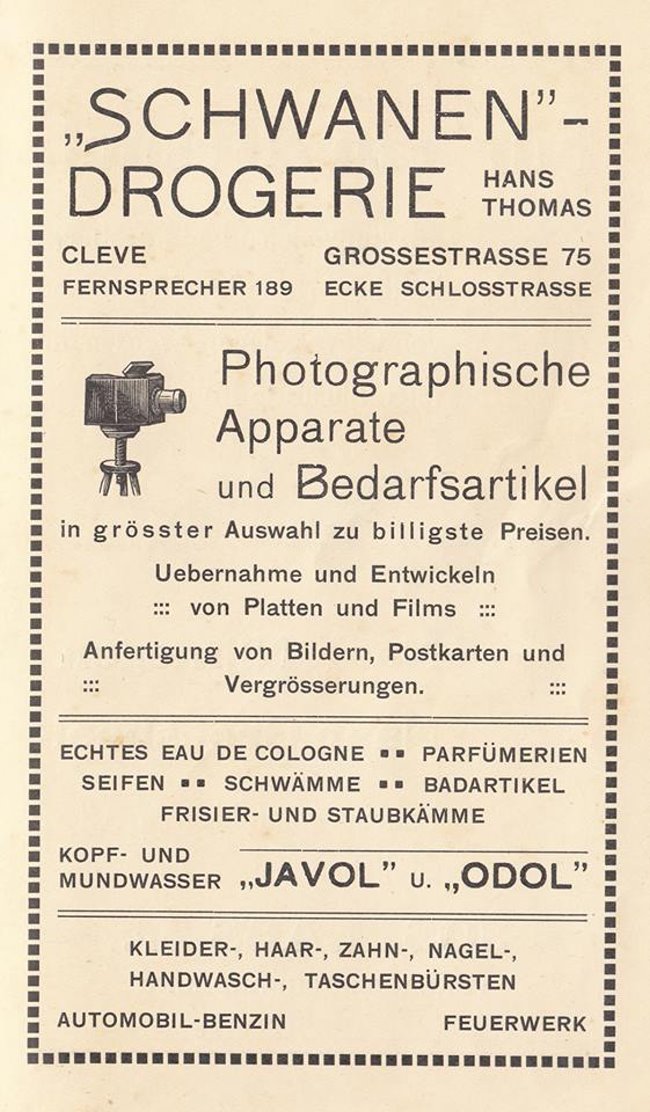 „SCHWANEN”-
DROGERIE HANS THOMAS
CLEVE GROSSESTRASSE 75
FERNSPRECHER 189 ECKE SCHLOSSTRASSE
Photographische
Apparate
und Bedarfsartikel
in grösster Auswahl zu billigste Preisen.
Uebernahme und Entwickeln
::: von Platten und Films :::
Anfertigung von Bildern, Postkarten und
::: Vergrösserungen. :::
ECHTES EAU DE COLOGNE ▪▪ PARFÜMERIEN
SEIFEN ▪▪ SCHWÄMME ▪▪ BADARTIKEL
FRISIER- UND STAUBKÄMME
KOPF- UND
MUNDWASSER „JAVOL” U. „ODOL”
KLEIDER-, HAAR-, ZAHN-, NAGEL-,
HANDWASCH-, TASCHENBÜRSTEN
AUTOMOBIL-BENZIN FEUERWERK